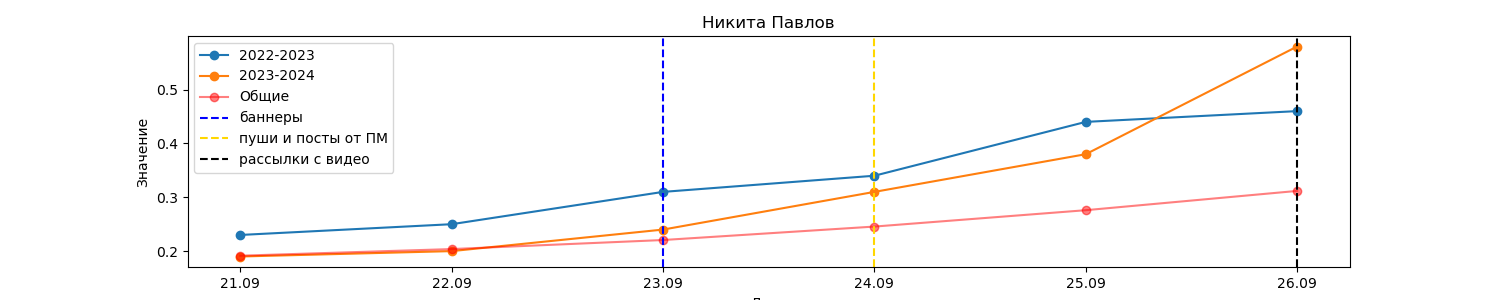 Никита Павлов
2022-2023
2023-2024
Общие
баннеры
пуши и посты от ПМ
рассылки с видео
Значение
0.5
0.4
0.3
0.2
21.09
22.09
23.09
24.09
25.09
26.09